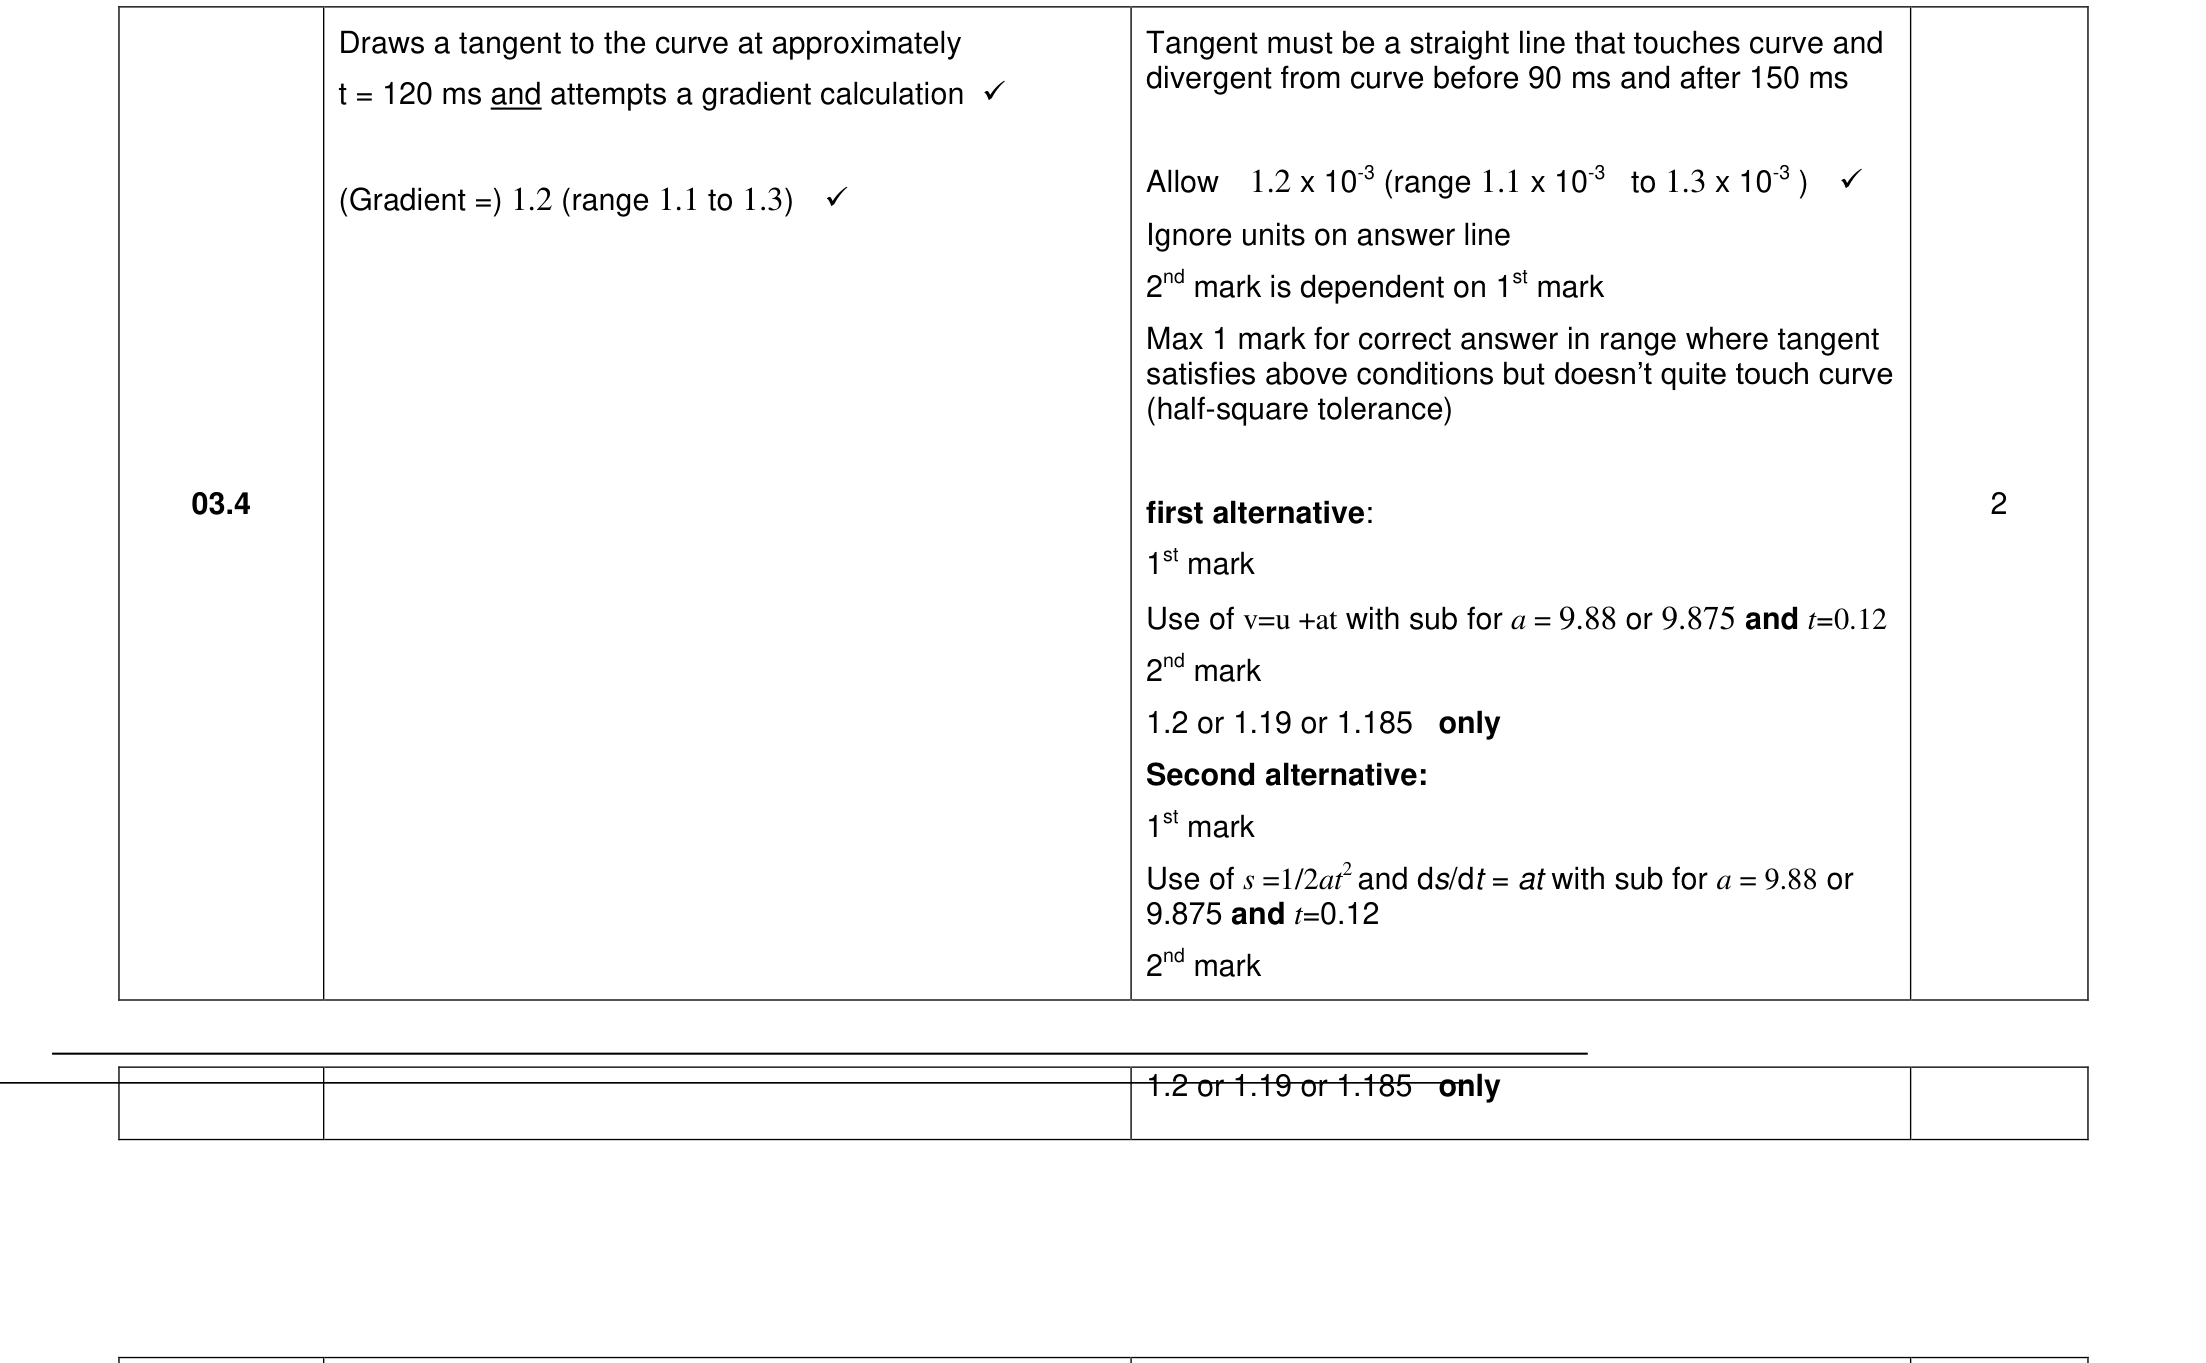 Draws a tangent to the curve at approximately
t = 120 ms and attempts a gradient calculation ✓
(Gradient =) 1.2 (range 1.1 to 1.3) ✓
Tangent must be a straight line that touches curve and
divergent from curve before 90 ms and after 150 ms
Allow 1.2 x 10⁻³ (range 1.1 x 10⁻³ to 1.3 x 10⁻³ ) ✓
Ignore units on answer line
2ⁿᵈ mark is dependent on 1ˢᵗ mark
Max 1 mark for correct answer in range where tangent
satisfies above conditions but doesn’t quite touch curve
(half-square tolerance)
03.4
2
first alternative:
1ˢᵗ mark
Use of v=u +at with sub for a = 9.88 or 9.875 and t=0.12
2ⁿᵈ mark
1.2 or 1.19 or 1.185 only
Second alternative:
1ˢᵗ mark
Use of s =1/2at² and ds/dt = at with sub for a = 9.88 or
9.875 and t=0.12
2ⁿᵈ mark
1.2 or 1.19 or 1.185 only